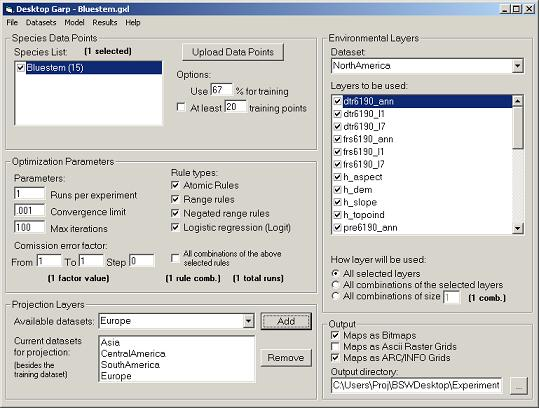 Desktop Garp - Bluestem.gxl
File Datasets Model Results Help
Species Data Points
Species List: (1 selected)
Bluestem (15)
Upload Data Points
Options:
Use 67 % for training
At least 20 training points
Optimization Parameters
Parameters:
1 Runs per experiment
.001 Convergence limit
100 Max iterations
Comission error factor:
From 1 To 1 Step 0
(1 factor value)
Rule types:
Atomic Rules
Range rules
Negated range rules
Logistic regression (Logit)
All combinations of the above
selected rules
(1 rule comb.) (1 total runs)
Projection Layers
Available datasets: Europe
Add
Current datasets
for projection:
(besides the
training dataset)
Asia
CentralAmerica
SouthAmerica
Europe
Remove
Environmental Layers
Dataset:
NorthAmerica
Layers to be used:
dtr6190_ann
dtr6190_l1
dtr6190_l7
frs6190_ann
frs6190_l1
frs6190_l7
h_aspect
h_dem
h_slope
h_topoind
pre6190_ann
How layer will be used:
All selected layers
All combinations of the selected layers
All combinations of size 1 (1 comb.)
Output
Maps as Bitmaps
Maps as Ascii Raster Grids
Maps as ARC/INFO Grids
Output directory:
C:\Users\Proj\BSWDesktop\Experiment
...